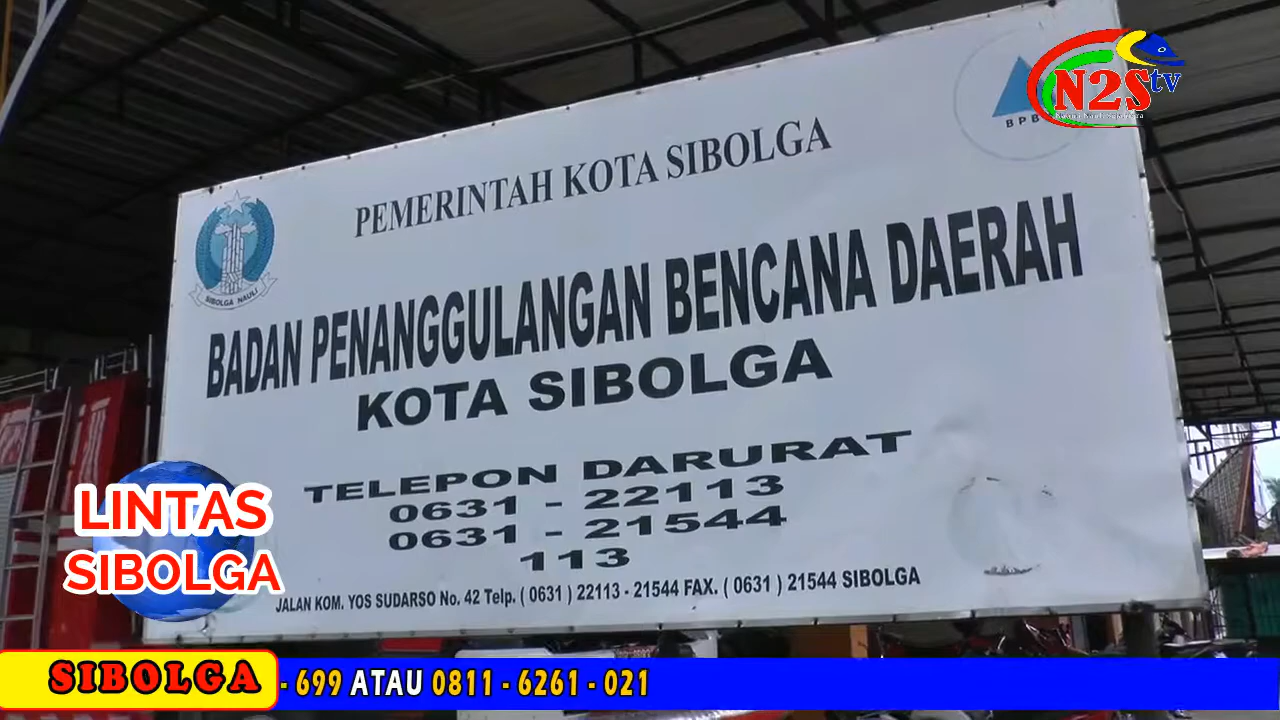 N2S tv
PEMERINTAH KOTA SIBOLGA
SIBOLGA NAULI
BADAN PENANGGULANGAN BENCANA DAERAH
KOTA SIBOLGA
TELEPON DARURAT
0631 - 22113
0631 - 21544
113
JALAN KOM. YOS SUDARSO No. 42 Telp. ( 0631 ) 22113 - 21544 FAX. ( 0631 ) 21544 SIBOLGA
LINTAS
SIBOLGA
SIBOLGA - 699 ATAU 0811 - 6261 - 021